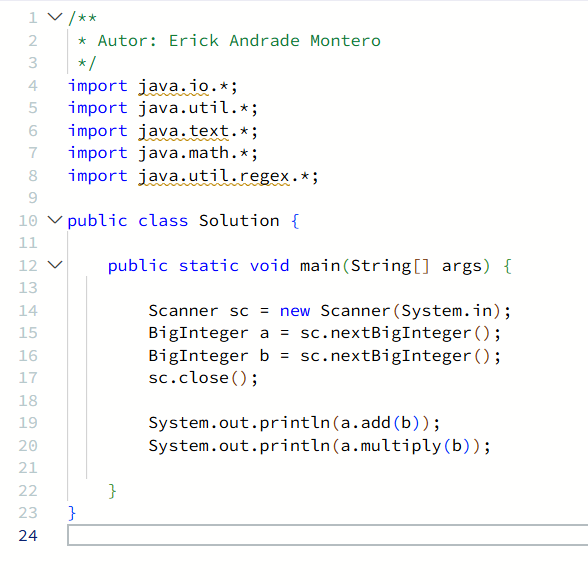 1 /**
2  * Autor: Erick Andrade Montero
3  */
4 import java.io.*;
5 import java.util.*;
6 import java.text.*;
7 import java.math.*;
8 import java.util.regex.*;
9
10 public class Solution {
11
12     public static void main(String[] args) {
13
14         Scanner sc = new Scanner(System.in);
15         BigInteger a = sc.nextBigInteger();
16         BigInteger b = sc.nextBigInteger();
17         sc.close();
18
19         System.out.println(a.add(b));
20         System.out.println(a.multiply(b));
21
22     }
23 }
24